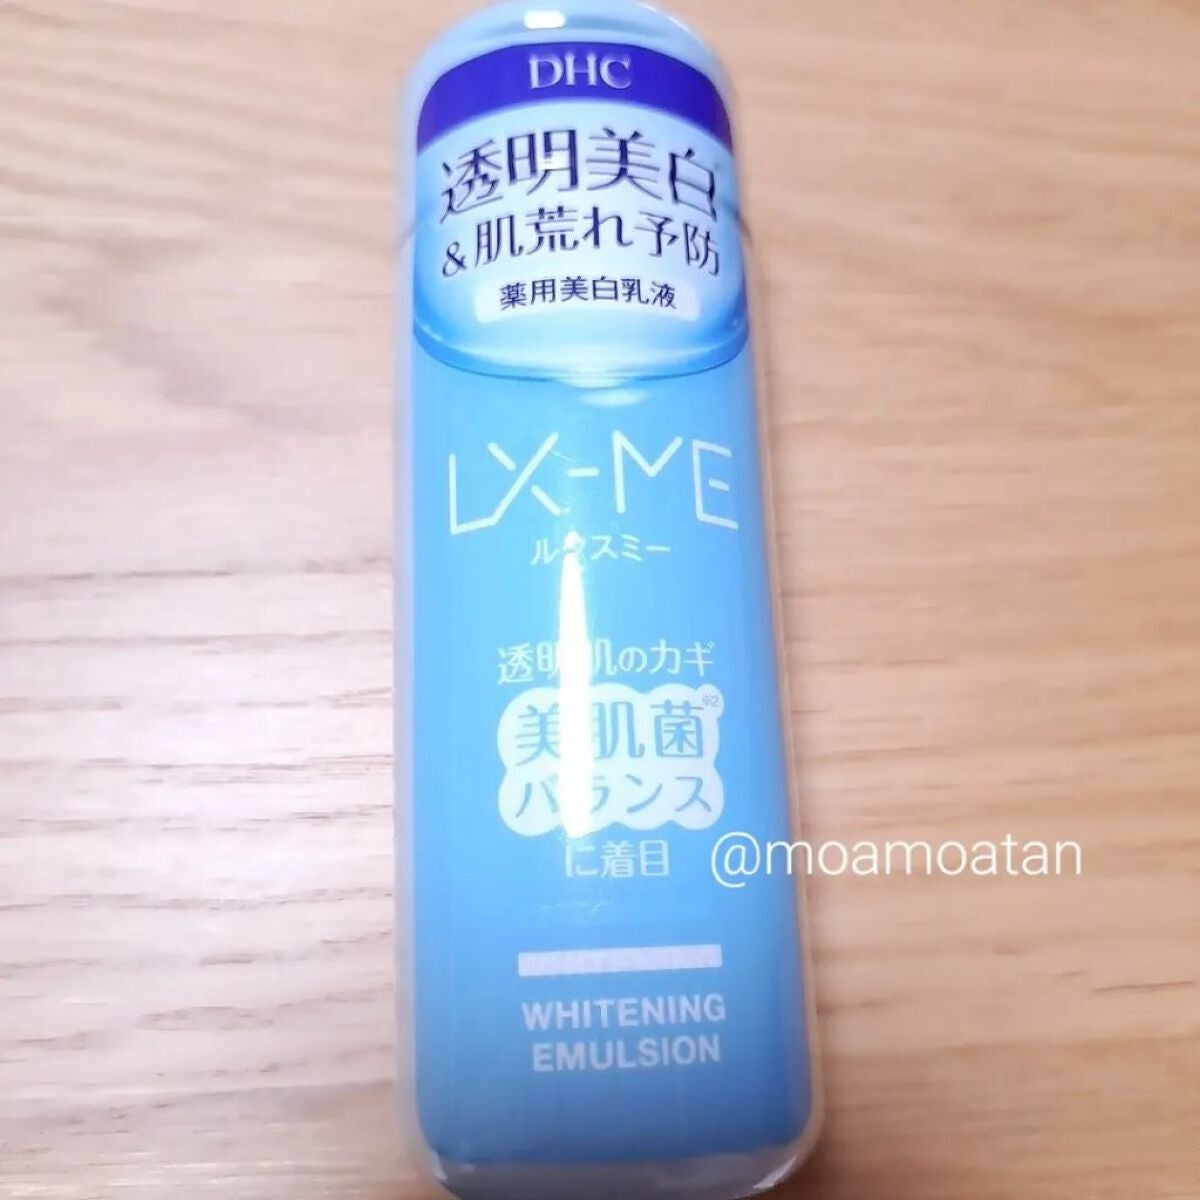 DHC
透明美白
&肌荒れ予防
薬用美白乳液
LX-ME
ルクスミー
透明肌のカギ
美肌菌※2
バランス
に着目
@moamoatan
WHITENING
EMULSION